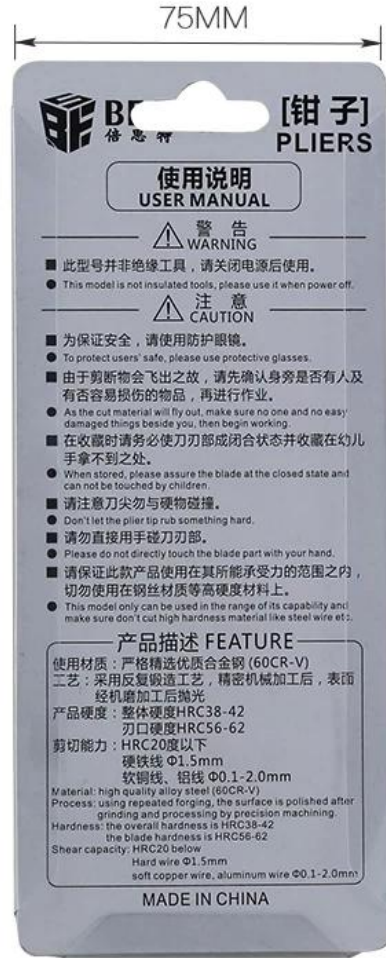 75MM
BEF
倍思特
[钳子]
PLIERS
使用说明
USER MANUAL
警 告
WARNING
■ 此型号并非绝缘工具，请关闭电源后使用。
● This model is not insulated tools, please use it when power off.
注 意
CAUTION
■ 为保证安全，请使用防护眼镜。
● To protect users' safe, please use protective glasses.
■ 由于剪断物会飞出之故，请先确认身旁是否有人及
有否容易损伤的物品，再进行作业。
● As the cut material will fly out, make sure no one and no easy
damaged things beside you, then begin working.
■ 在收藏时请务必使刀刃部成闭合状态并收藏在幼儿
手拿不到之处。
● When stored, please assure the blade at the closed state and
can not be touched by children.
■ 请注意刀尖勿与硬物碰撞。
● Don't let the plier tip rub something hard.
■ 请勿直接用手碰刀刃部。
● Please do not directly touch the blade part with your hand.
■ 请保证此款产品使用在其所能承受力的范围之内，
切勿使用在钢丝材质等高硬度材料上。
● This model only can be used in the range of its capability and
make sure don't cut high hardness material like steel wire etc.
产品描述 FEATURE
使用材质：严格精选优质合金钢 (60CR-V)
工艺：采用反复锻造工艺，精密机械加工后，表面
经机磨加工后抛光
产品硬度：整体硬度HRC38-42
刃口硬度HRC56-62
剪切能力：HRC20度以下
硬铁线 Φ1.5mm
软铜线、铝线 Φ0.1-2.0mm
Material: high quality alloy steel (60CR-V)
Process: using repeated forging, the surface is polished after
grinding and processing by precision machining.
Hardness: the overall hardness is HRC38-42
the blade hardness is HRC56-62
Shear capacity: HRC20 below
Hard wire Φ1.5mm
soft copper wire, aluminum wire Φ0.1-2.0mm
MADE IN CHINA